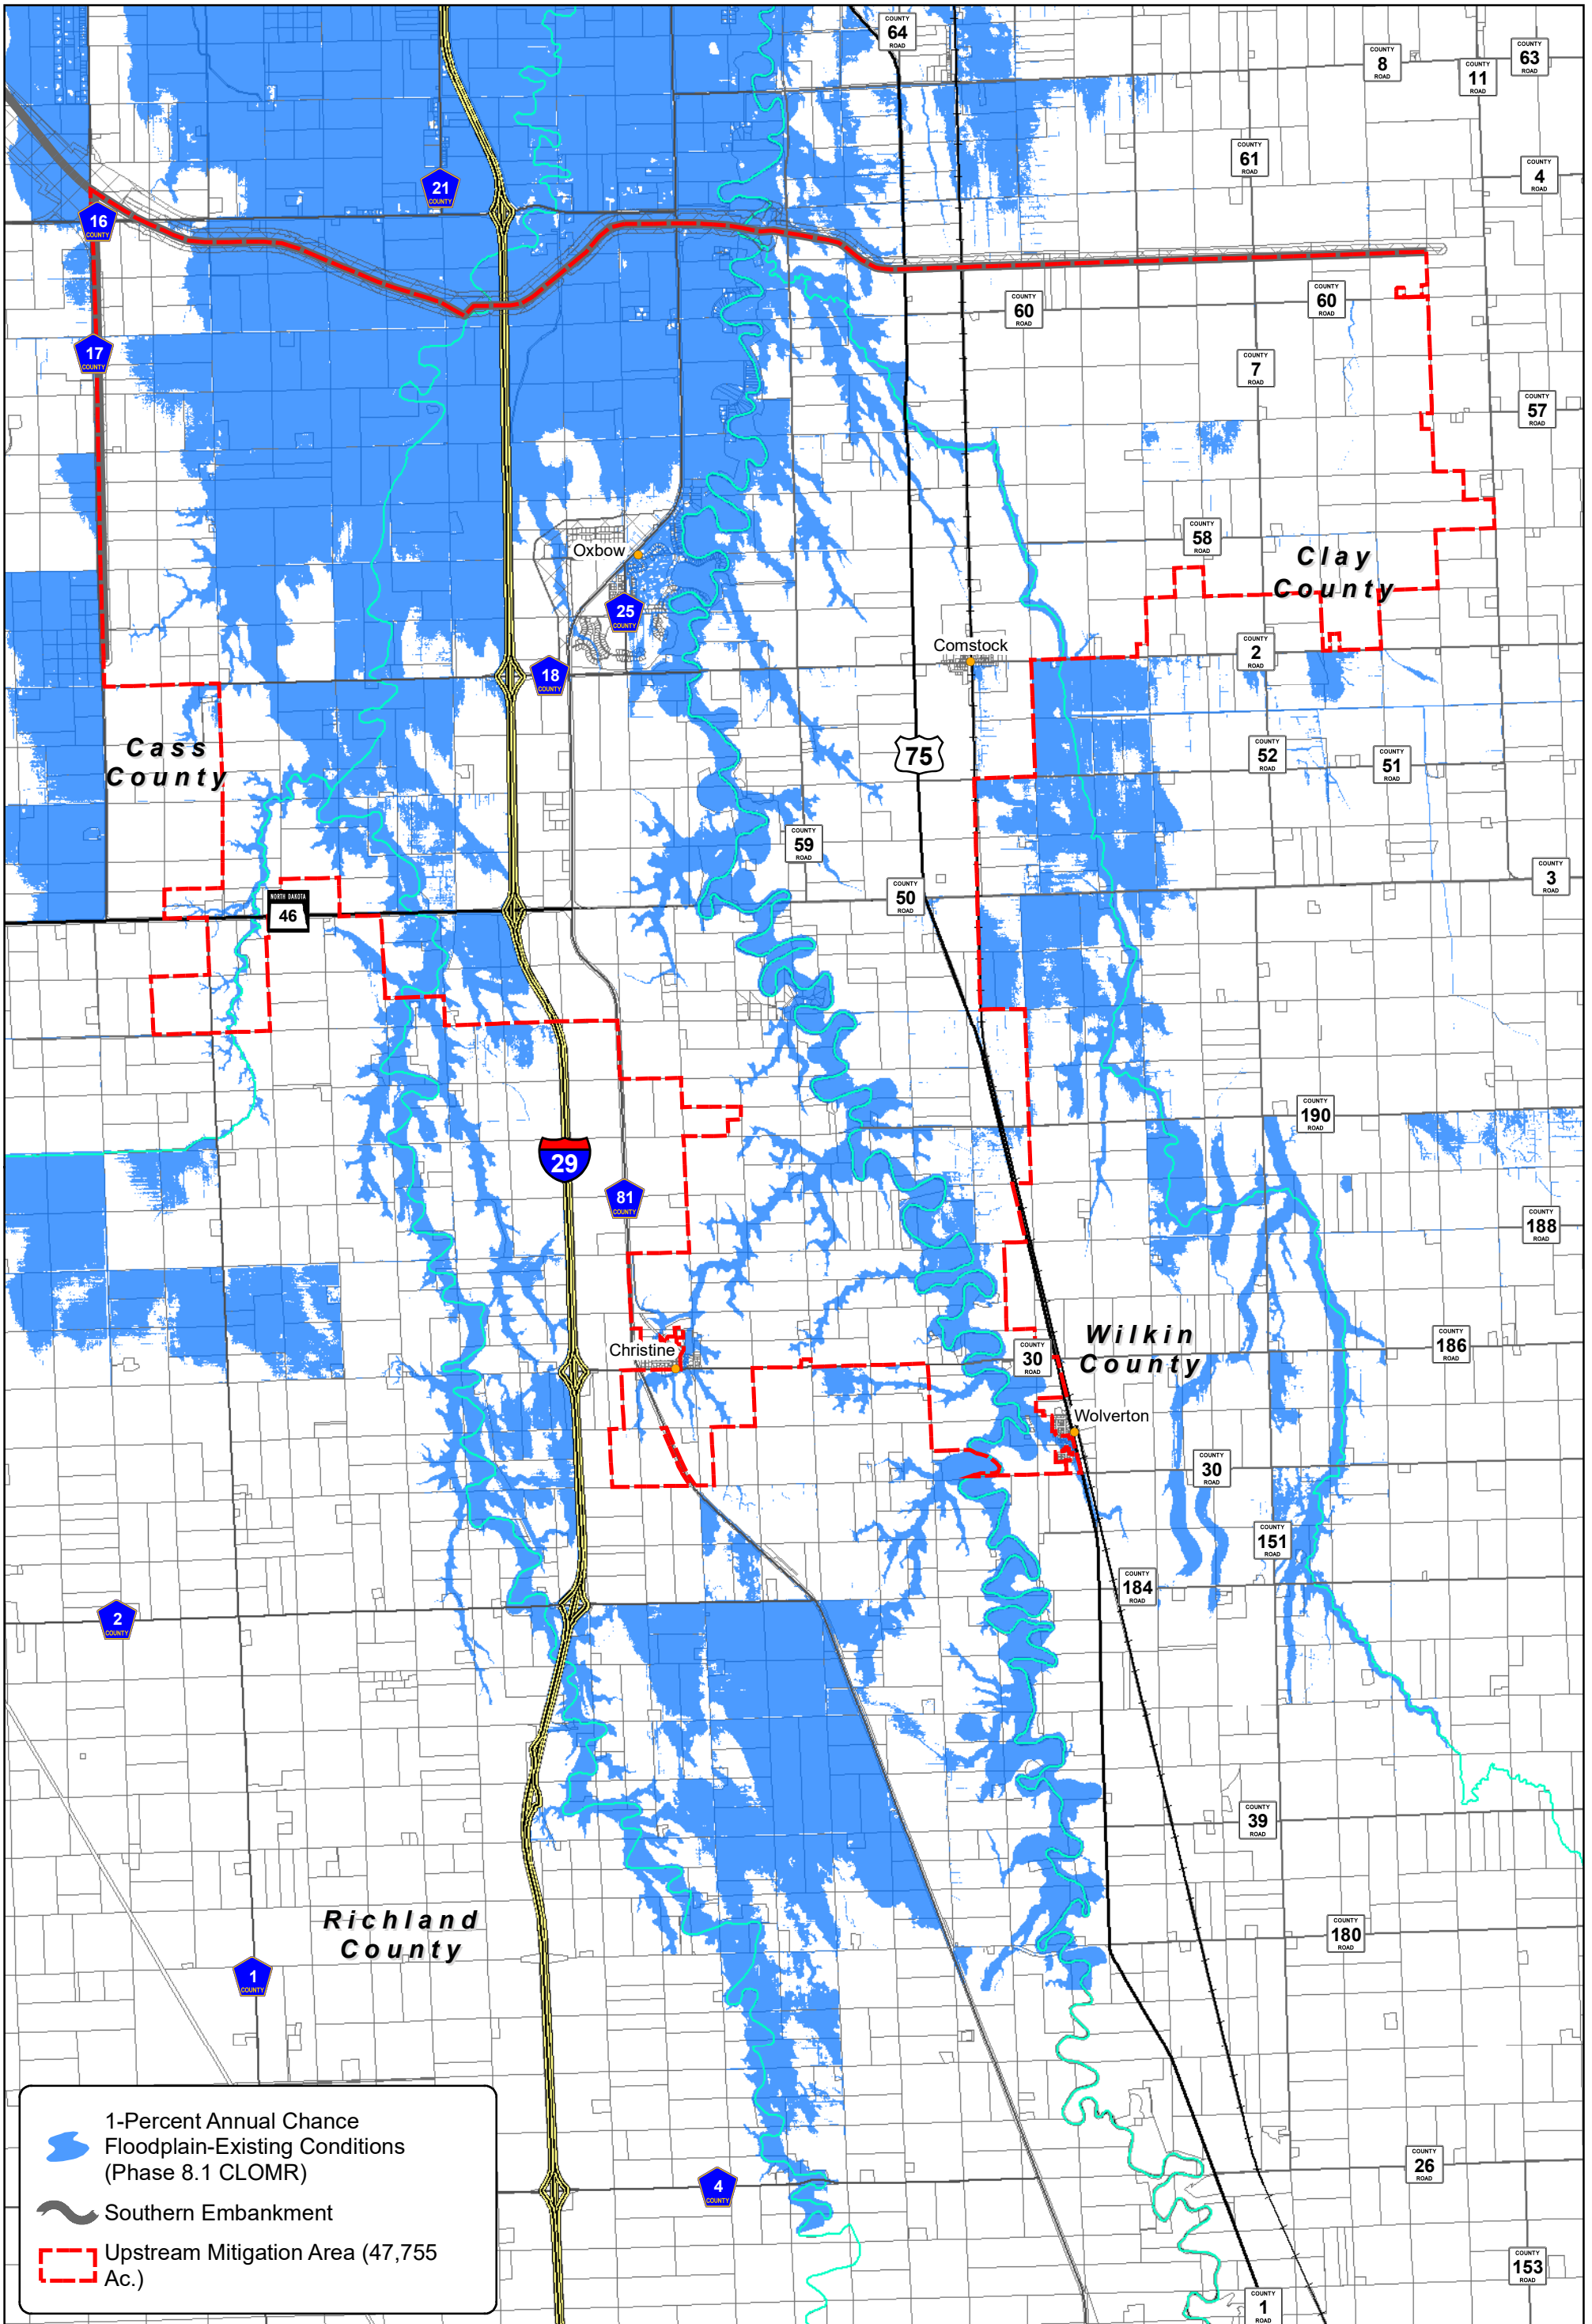 COUNTY
64
ROAD
COUNTY
8
ROAD
COUNTY
11
ROAD
COUNTY
63
ROAD
COUNTY
61
ROAD
COUNTY
4
ROAD
21
COUNTY
16
COUNTY
COUNTY
60
ROAD
COUNTY
60
ROAD
17
COUNTY
COUNTY
7
ROAD
COUNTY
57
ROAD
COUNTY
58
ROAD
Oxbow
Clay
County
25
COUNTY
Comstock
COUNTY
2
ROAD
18
COUNTY
Cass
County
75
COUNTY
52
ROAD
COUNTY
51
ROAD
COUNTY
59
ROAD
COUNTY
50
ROAD
COUNTY
3
ROAD
NORTH DAKOTA
46
COUNTY
190
ROAD
29
81
COUNTY
COUNTY
188
ROAD
Wilkin
County
Christine
COUNTY
30
ROAD
COUNTY
186
ROAD
Wolverton
COUNTY
30
ROAD
COUNTY
151
ROAD
COUNTY
184
ROAD
2
COUNTY
COUNTY
39
ROAD
Richland
County
COUNTY
180
ROAD
1
COUNTY
COUNTY
26
ROAD
4
COUNTY
COUNTY
153
ROAD
COUNTY
1
ROAD
1-Percent Annual Chance
Floodplain-Existing Conditions
(Phase 8.1 CLOMR)
Southern Embankment
Upstream Mitigation Area (47,755
Ac.)